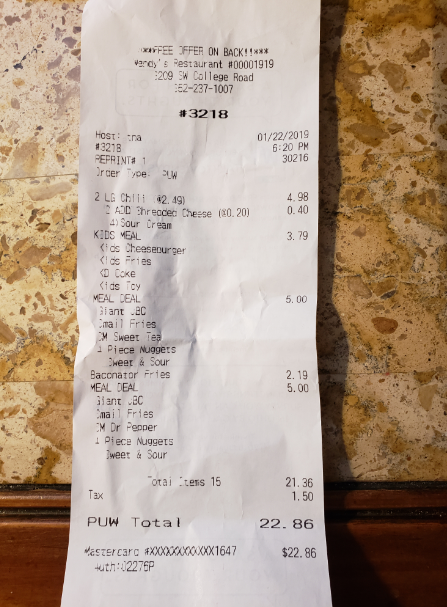 ***FREE OFFER ON BACK!!***
Wendy's Restaurant #00001919
3209 SW College Road
352-237-1007
#3218
Host: 01/22/2019
#3218 6:20 PM
REPRINT# 1 30216
Order Type: PUW
2 LG Chili (@2.49) 4.98
2 ADD Shredded Cheese (@0.20) 0.40
4)Sour Cream
KIDS MEAL 3.79
Kids Cheeseburger
Kids Fries
KD Coke
Kids Toy
MEAL DEAL 5.00
Giant JBC
Small Fries
SM Sweet Tea
4 Piece Nuggets
Sweet & Sour
Baconator Fries 2.19
MEAL DEAL 5.00
Giant JBC
Small Fries
SM Dr Pepper
4 Piece Nuggets
Sweet & Sour
Total Items 15 21.36
Tax 1.50
PUW Total 22.86
Mastercard #XXXXXXXXXXXX1647 $22.86
Auth:02276P